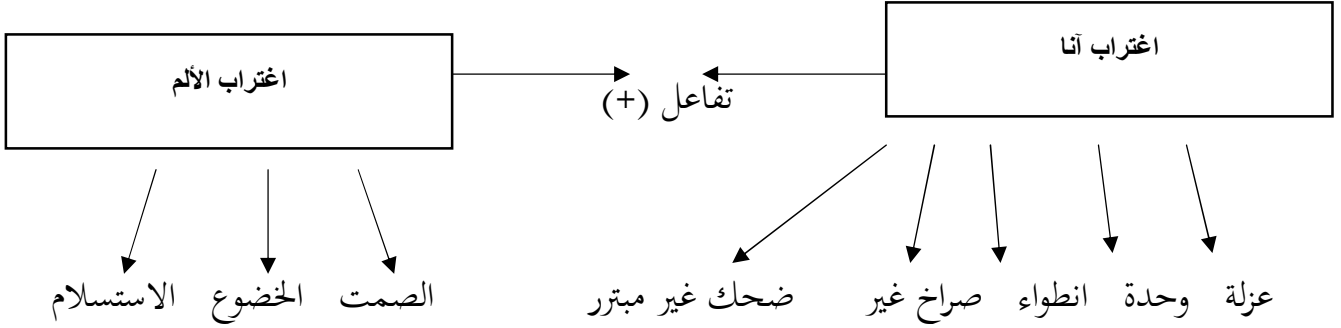 اغتراب آنا
اغتراب الألم
تفاعل (+)
عزلة وحدة انطواء صراخ غير ضحك غير مبترر الصمت الخضوع الاستسلام